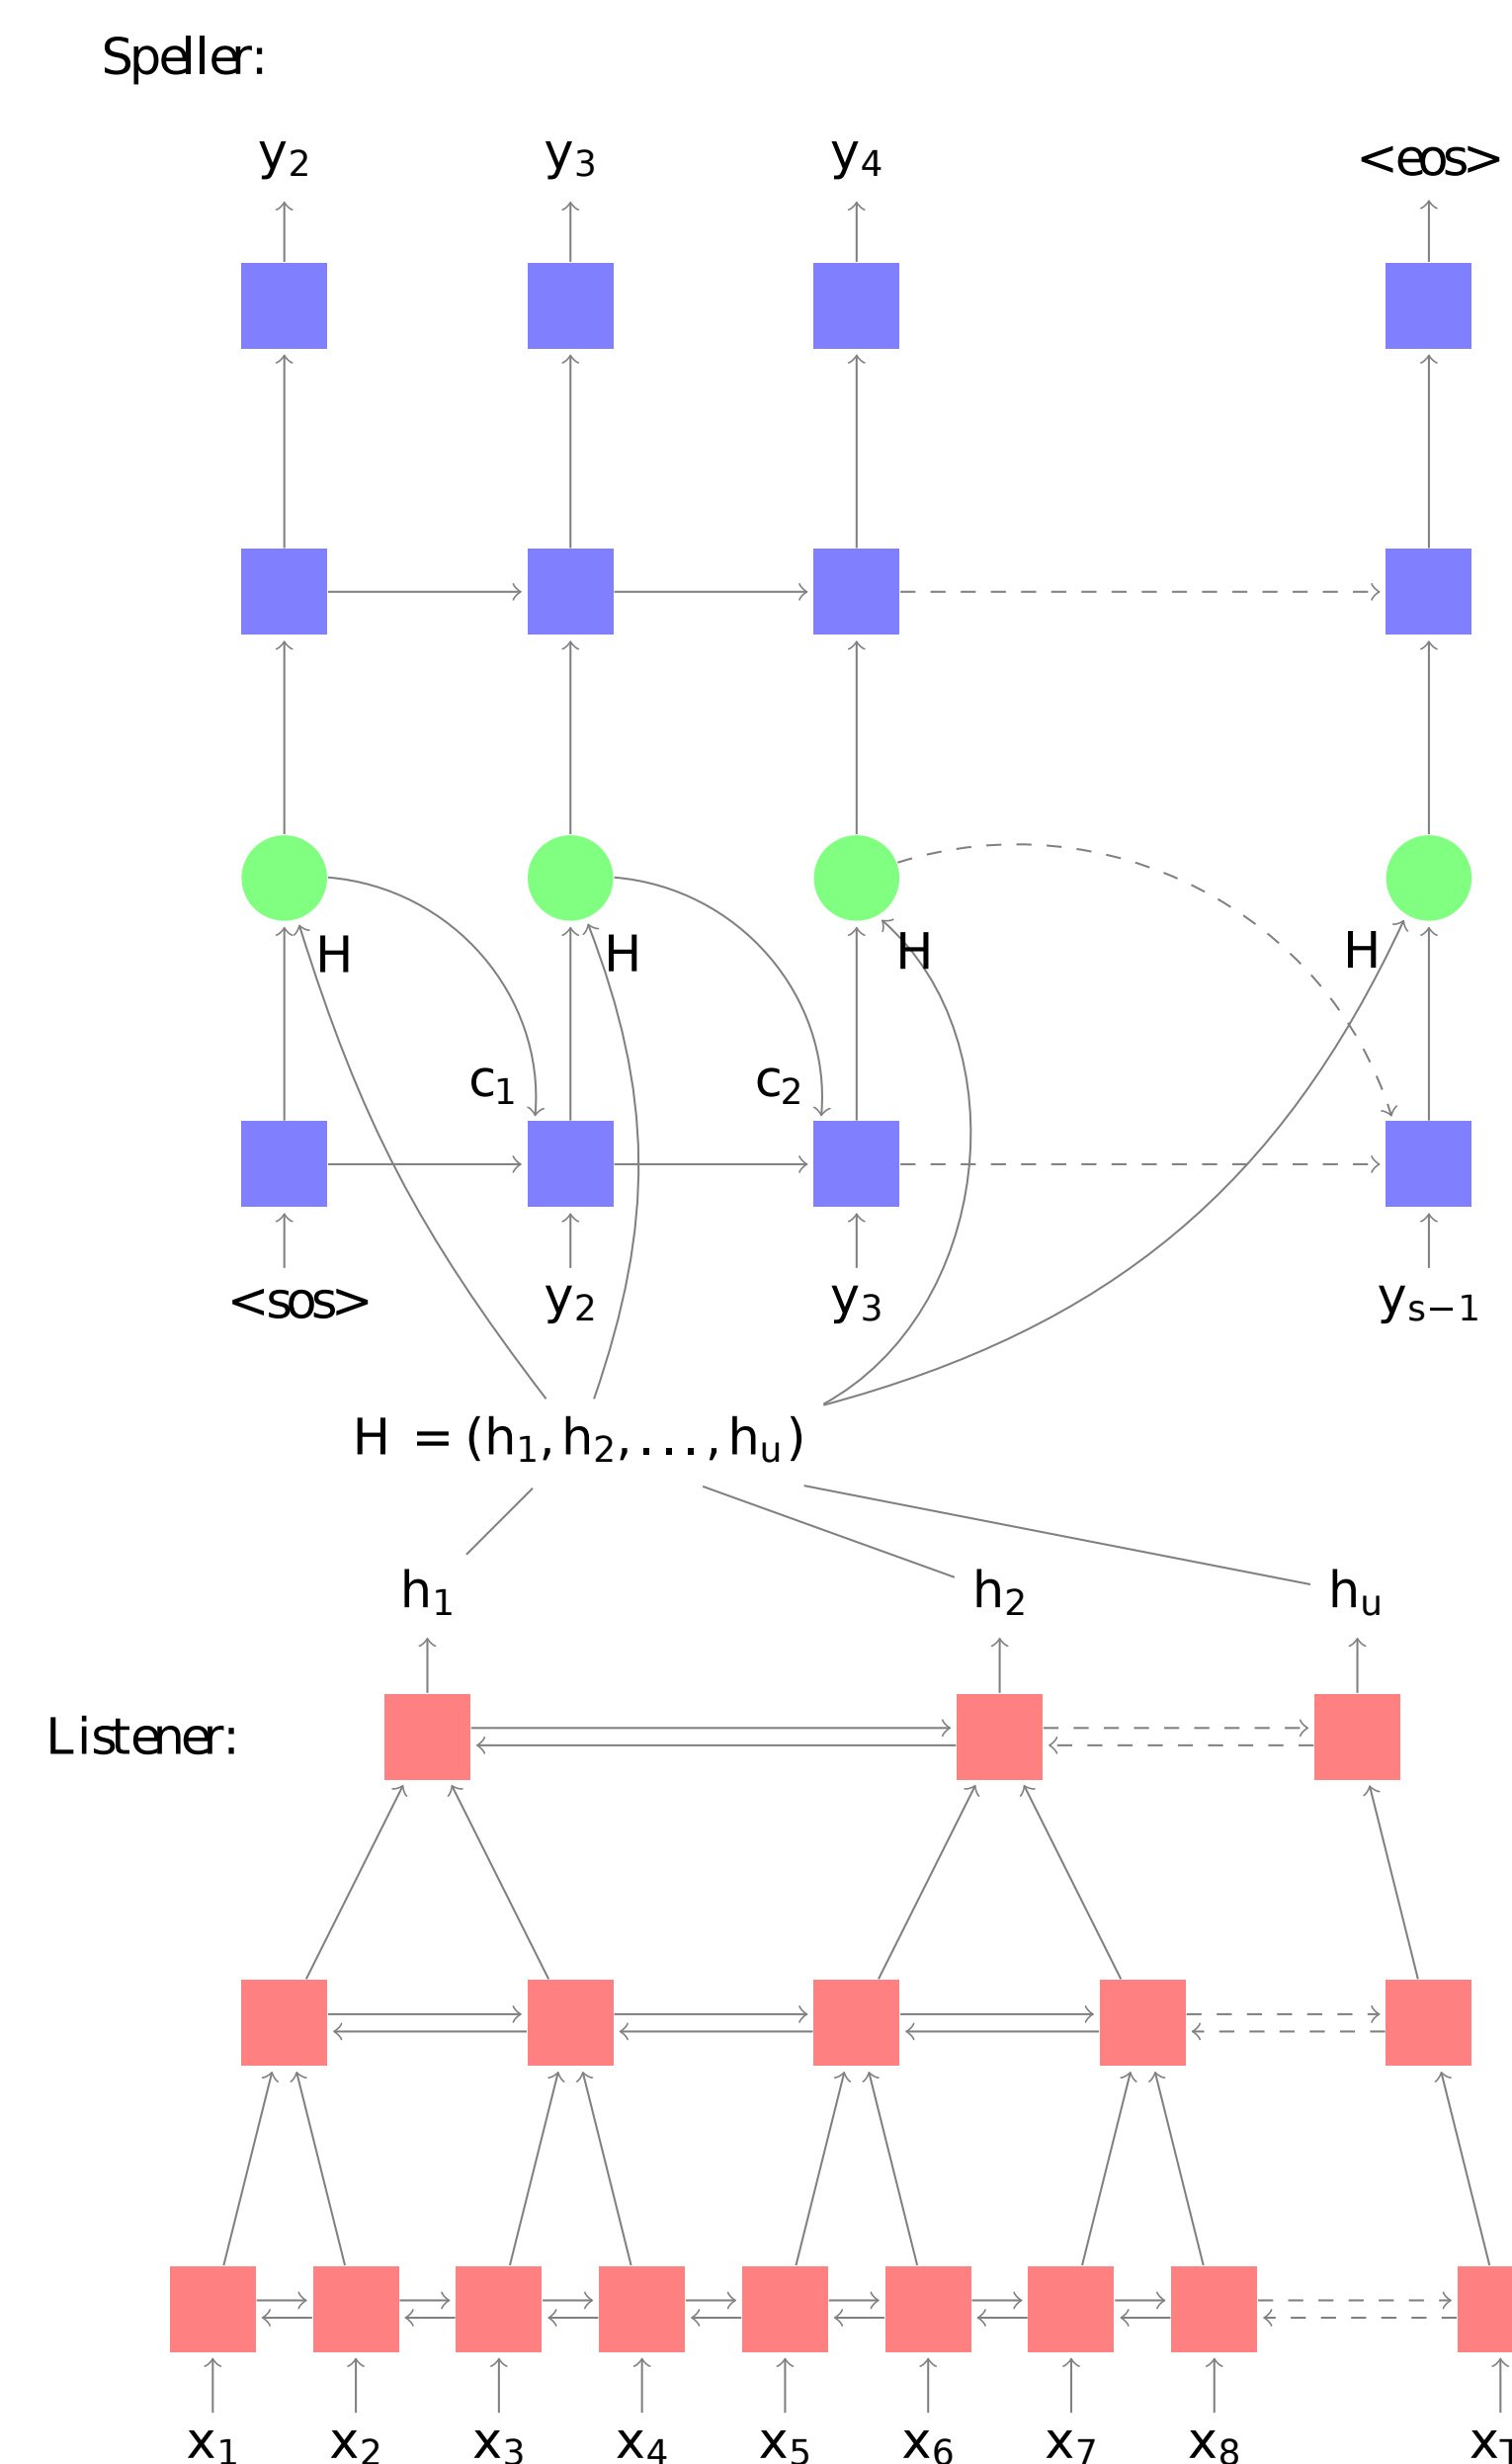 Speller:
y2 y3 y4 <eos>
H H H H
c1 c2
<sos> y2 y3 ys−1
H = (h1, h2, . . . , hu)
h1 h2 hu
Listener:
x1 x2 x3 x4 x5 x6 x7 x8 x